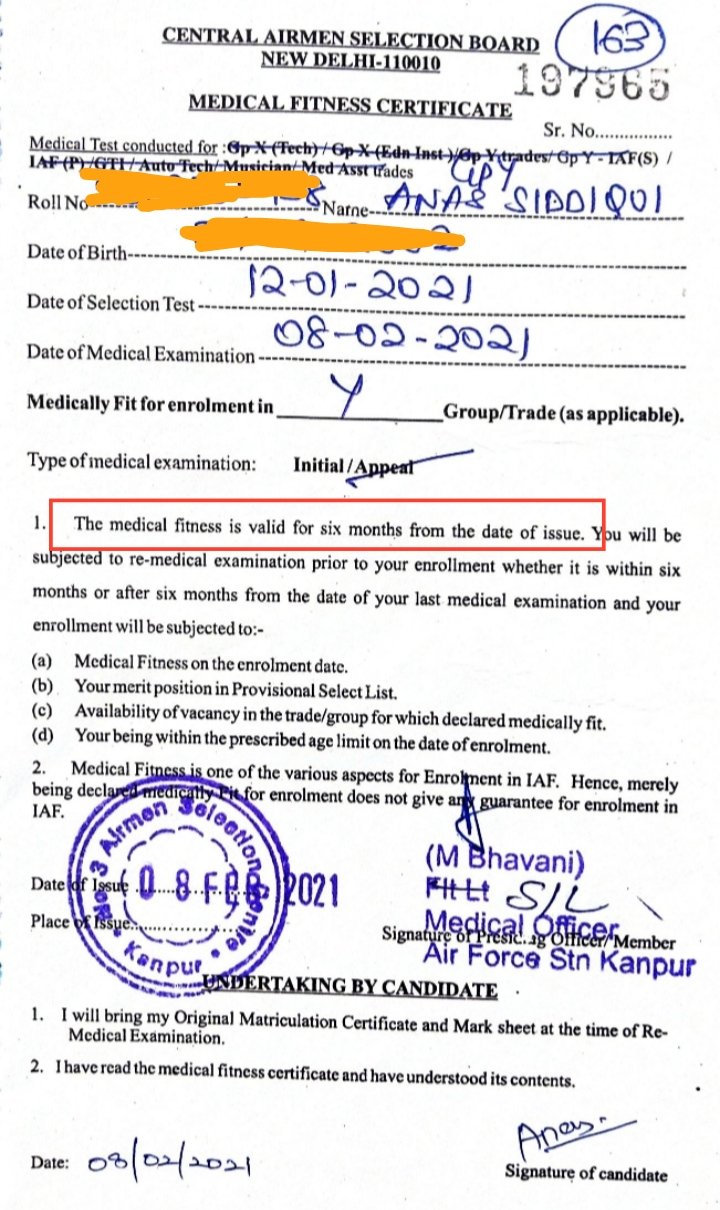 CENTRAL AIRMEN SELECTION BOARD
163
NEW DELHI-110010
197965
MEDICAL FITNESS CERTIFICATE
Sr. No................
Medical Test conducted for :Gp X (Tech) / Gp X (Edn Inst )/Gp Y trades/ Gp Y - IAF(S) /
IAF (P) /GTI / Auto Tech/ Musician/ Med Asst trades
GPY
Roll No Name ANAS SIDDIQUI
Date of Birth
12-01-2021
Date of Selection Test
08-02-2021
Date of Medical Examination
Medically Fit for enrolment in Y Group/Trade (as applicable).
Type of medical examination: Initial/Appeal
1. The medical fitness is valid for six months from the date of issue. You will be
subjected to re-medical examination prior to your enrollment whether it is within six
months or after six months from the date of your last medical examination and your
enrollment will be subjected to:-
(a) Medical Fitness on the enrolment date.
(b) Your merit position in Provisional Select List.
(c) Availability of vacancy in the trade/group for which declared medically fit.
(d) Your being within the prescribed age limit on the date of enrolment.
2. Medical Fitness is one of the various aspects for Enrolment in IAF. Hence, merely
being declared medically Fit for enrolment does not give any guarantee for enrolment in
IAF.
3 Airmen Selection Centre
Kanpur
(M Bhavani)
Date of Issue 08 FEB 2021
Flt Lt S/L
Place of Issue
Medical Officer
Signature of Presiding Officer/ Member
Air Force Stn Kanpur
UNDERTAKING BY CANDIDATE
1. I will bring my Original Matriculation Certificate and Mark sheet at the time of Re-
Medical Examination.
2. I have read the medical fitness certificate and have understood its contents.
Anas
Date: 08/02/2021
Signature of candidate